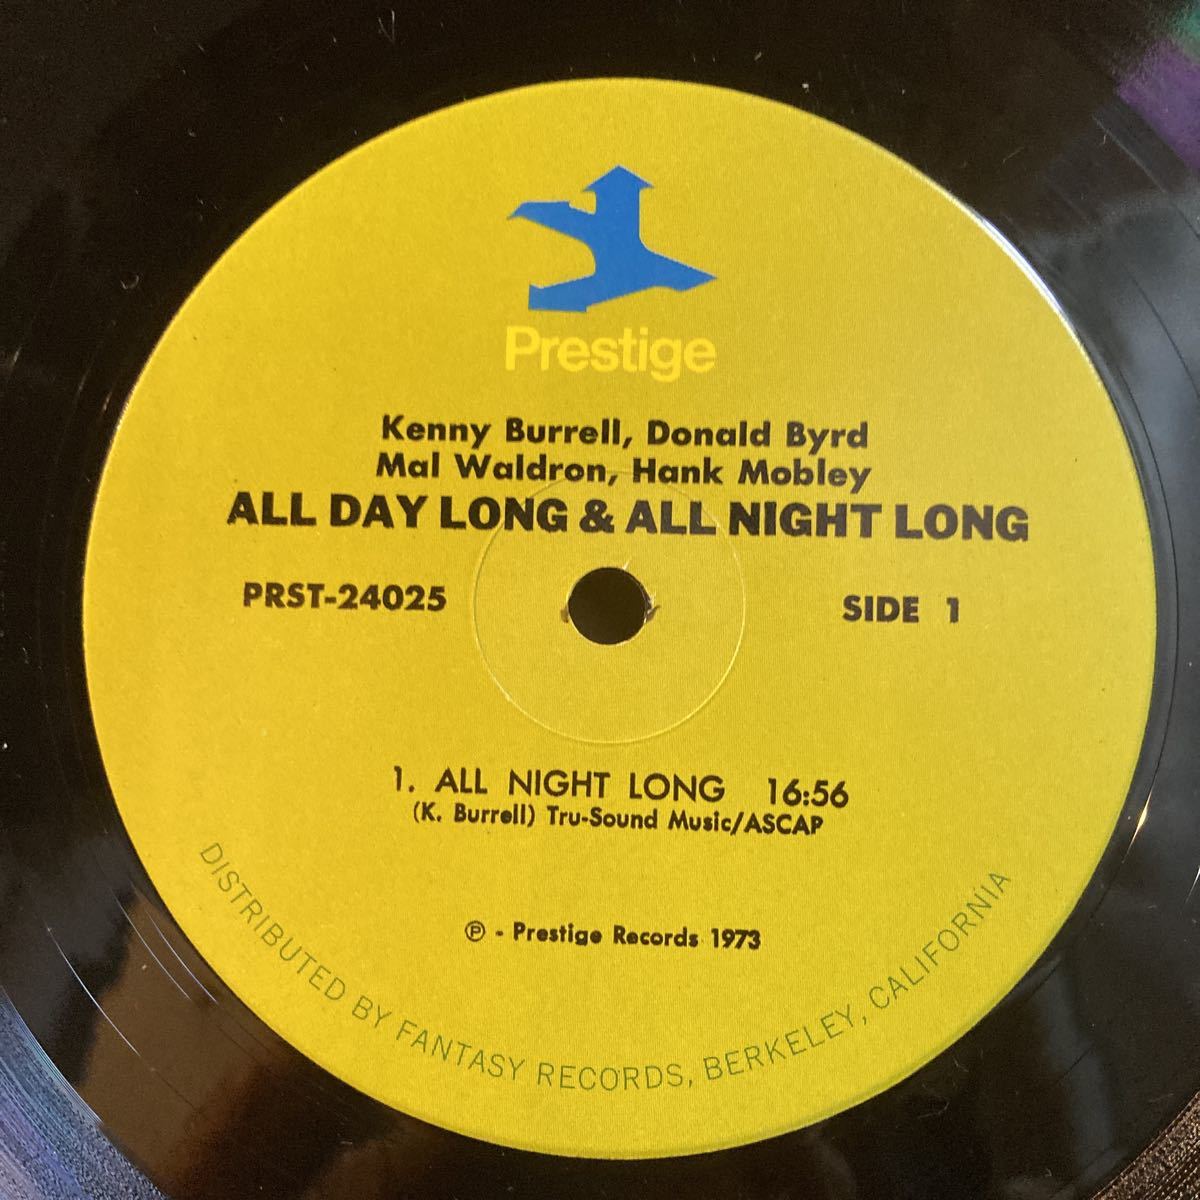 Prestige
Kenny Burrell, Donald Byrd
Mal Waldron, Hank Mobley
ALL DAY LONG & ALL NIGHT LONG
PRST-24025 SIDE 1
1. ALL NIGHT LONG 16:56
(K. Burrell) Tru-Sound Music/ASCAP
℗ - Prestige Records 1973
DISTRIBUTED BY FANTASY RECORDS, BERKELEY, CALIFORNIA